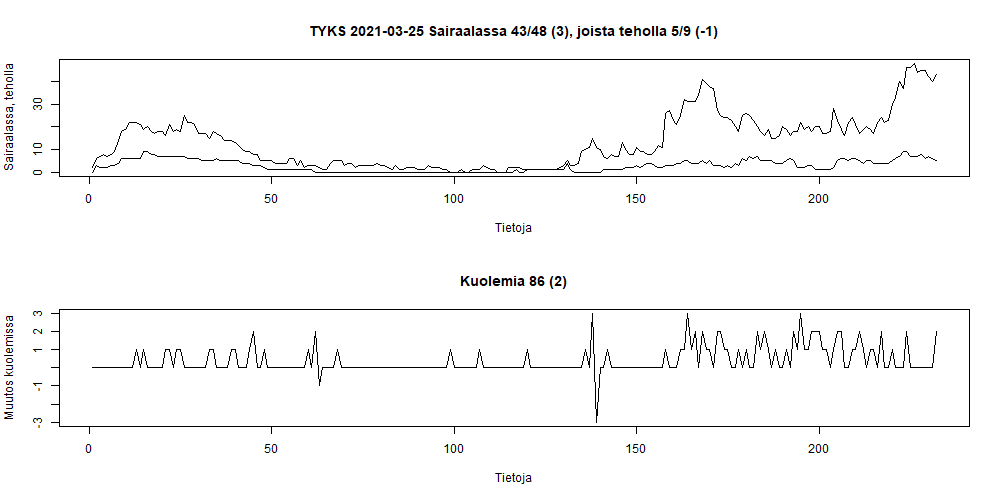 TYKS 2021-03-25 Sairaalassa 43/48 (3), joista teholla 5/9 (-1)
Sairaalassa, teholla
30
10
0
0 50 100 150 200
Tietoja
Kuolemia 86 (2)
Muutos kuolemissa
3
2
1
-1
-3
0 50 100 150 200
Tietoja